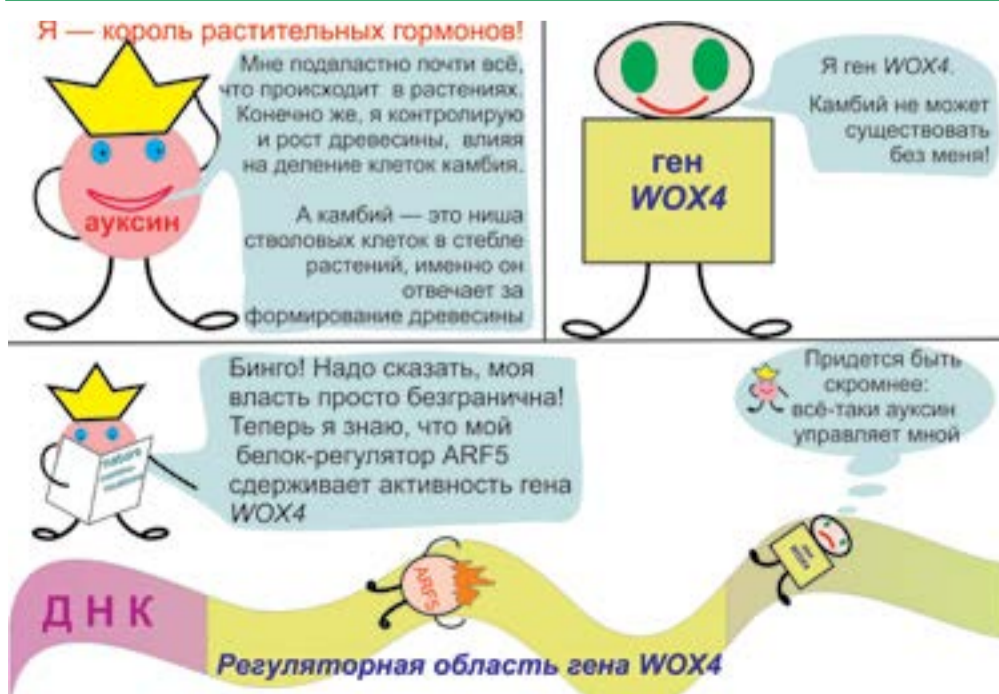 Я — король растительных гормонов!
Мне подвластно почти всё,
что происходит в растениях.
Конечно же, я контролирую
и рост древесины, влияя
на деление клеток камбия.
А камбий — это ниша
стволовых клеток в стебле
растений, именно он
отвечает за
формирование древесины
ауксин
Я ген WOX4.
Камбий не может
существовать
без меня!
ген
WOX4
Бинго! Надо сказать, моя
власть просто безгранична!
Теперь я знаю, что мой
белок-регулятор ARF5
сдерживает активность гена
WOX4
nature
Придется быть
скромнее:
всё-таки ауксин
управляет мной
ARF5
ДНК
Регуляторная область гена WOX4